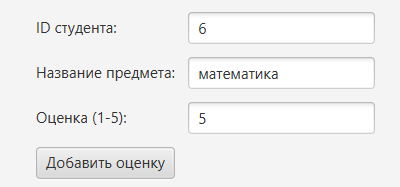 ID студента: 6
Название предмета: математика
Оценка (1-5): 5
Добавить оценку